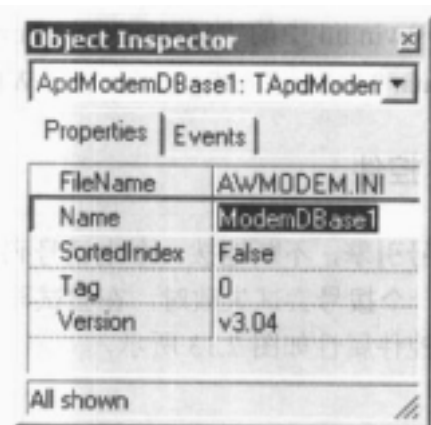 Object Inspector
ApdModemDBase1: TApdModem
Properties Events
FileName AWMODEM.INI
Name ModemDBase1
SortedIndex False
Tag 0
Version v3.04
All shown